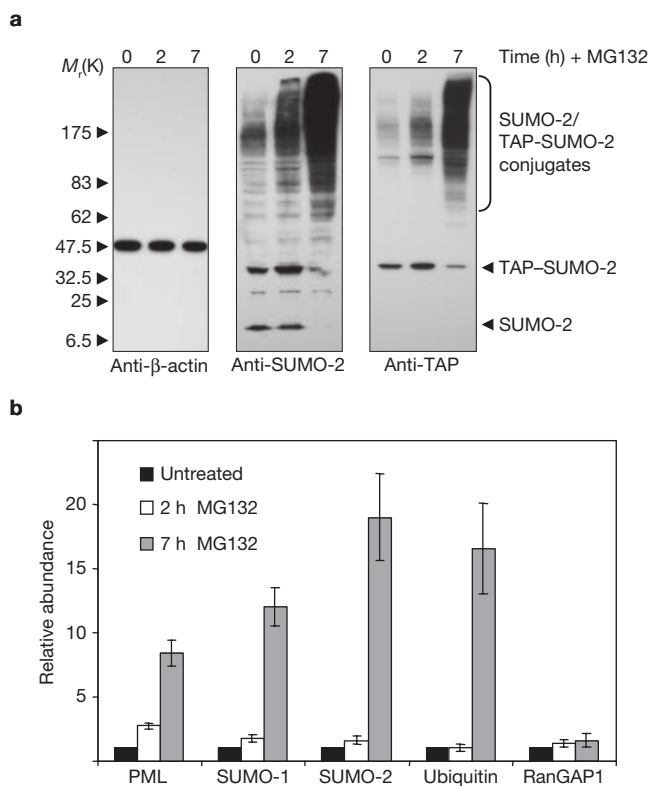 a
0 2 7 0 2 7 0 2 7 Time (h) + MG132
Mr(K)
175 ►
83 ►
62 ►
47.5 ►
32.5 ►
25 ►
6.5 ►
SUMO-2/
TAP-SUMO-2
conjugates
◄ TAP–SUMO-2
◄ SUMO-2
Anti-β-actin Anti-SUMO-2 Anti-TAP
b
Relative abundance
20
15
10
5
Untreated
2 h MG132
7 h MG132
PML SUMO-1 SUMO-2 Ubiquitin RanGAP1